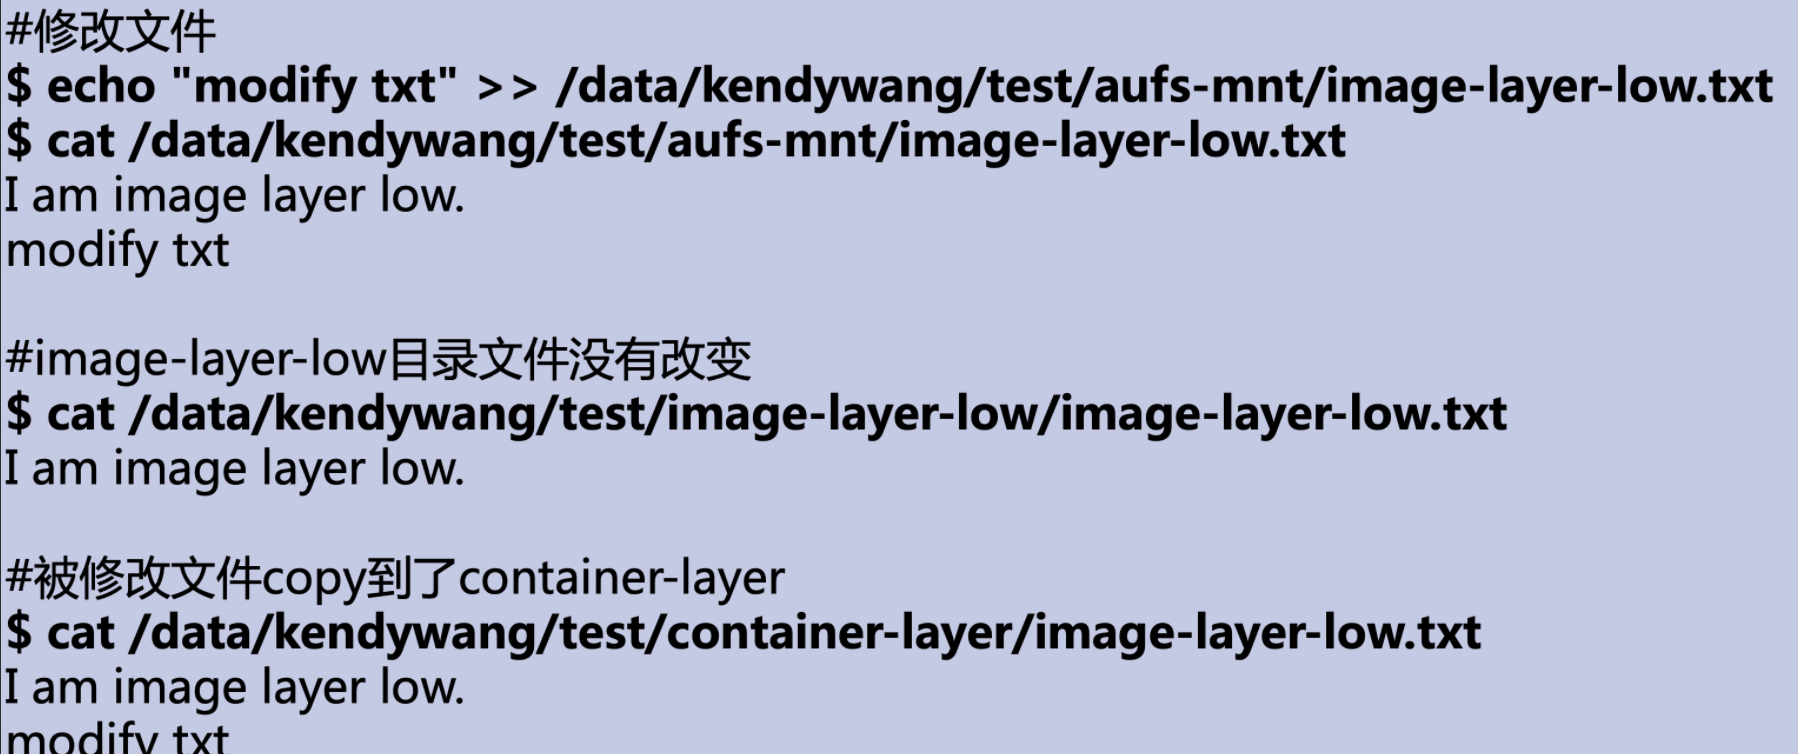 #修改文件
$ echo "modify txt" >> /data/kendywang/test/aufs-mnt/image-layer-low.txt
$ cat /data/kendywang/test/aufs-mnt/image-layer-low.txt
I am image layer low.
modify txt
#image-layer-low目录文件没有改变
$ cat /data/kendywang/test/image-layer-low/image-layer-low.txt
I am image layer low.
#被修改文件copy到了container-layer
$ cat /data/kendywang/test/container-layer/image-layer-low.txt
I am image layer low.
modify txt